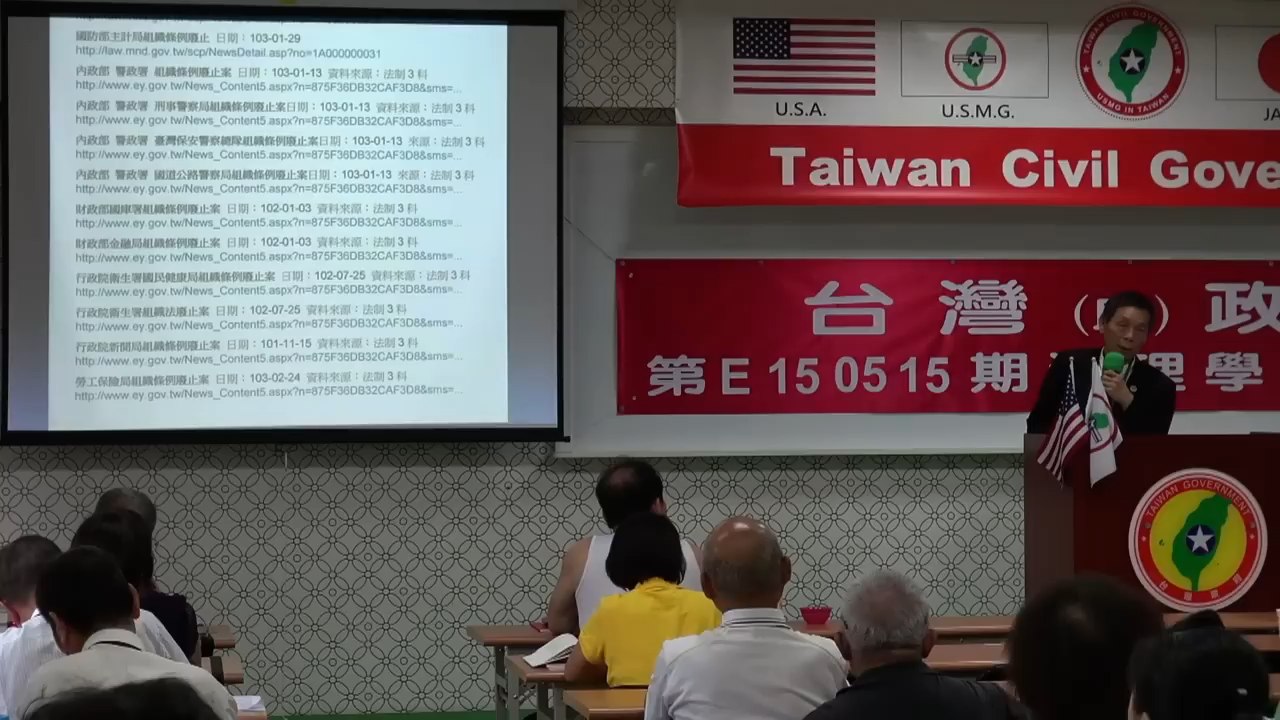 國防部主計局組織條例廢止 日期：103-01-29
http://law.mnd.gov.tw/scp/NewsDetail.asp?no=1A000000031
內政部 警政署 組織條例廢止案 日期：103-01-13 資料來源：法制 3 科
http://www.ey.gov.tw/News_Content5.aspx?n=875F36DB32CAF3D8&sms=...
內政部 警政署 刑事警察局組織條例廢止案日期：103-01-13 資料來源：法制 3 科
http://www.ey.gov.tw/News_Content5.aspx?n=875F36DB32CAF3D8&sms=...
內政部 警政署 臺灣保安警察總隊組織條例廢止案日期：103-01-13 來源：法制 3 科
http://www.ey.gov.tw/News_Content5.aspx?n=875F36DB32CAF3D8&sms=...
內政部 警政署 國道公路警察局組織條例廢止案日期：103-01-13 來源：法制 3 科
http://www.ey.gov.tw/News_Content5.aspx?n=875F36DB32CAF3D8&sms=...
財政部國庫署組織條例廢止案 日期：102-01-03 資料來源：法制 3 科
http://www.ey.gov.tw/News_Content5.aspx?n=875F36DB32CAF3D8&sms=...
財政部金融局組織條例廢止案 日期：102-01-03 資料來源：法制 3 科
http://www.ey.gov.tw/News_Content5.aspx?n=875F36DB32CAF3D8&sms=...
行政院衛生署國民健康局組織條例廢止案 日期：102-07-25 資料來源：法制 3 科
http://www.ey.gov.tw/News_Content5.aspx?n=875F36DB32CAF3D8&sms=...
行政院衛生署組織法廢止案 日期：102-07-25 資料來源：法制 3 科
http://www.ey.gov.tw/News_Content5.aspx?n=875F36DB32CAF3D8&sms=...
行政院新聞局組織條例廢止案 日期：101-11-15 資料來源：法制 3 科
http://www.ey.gov.tw/News_Content5.aspx?n=875F36DB32CAF3D8&sms=...
勞工保險局組織條例廢止案 日期：103-02-24 資料來源：法制 3 科
http://www.ey.gov.tw/News_Content5.aspx?n=875F36DB32CAF3D8&sms=...
U.S.A.
U.S.M.G.
TAIWAN CIVIL GOVERNMENT
USMG IN TAIWAN
JA
Taiwan Civil Gove
台灣 ( ) 政
第E 15 05 15 期 理學
TAIWAN GOVERNMENT